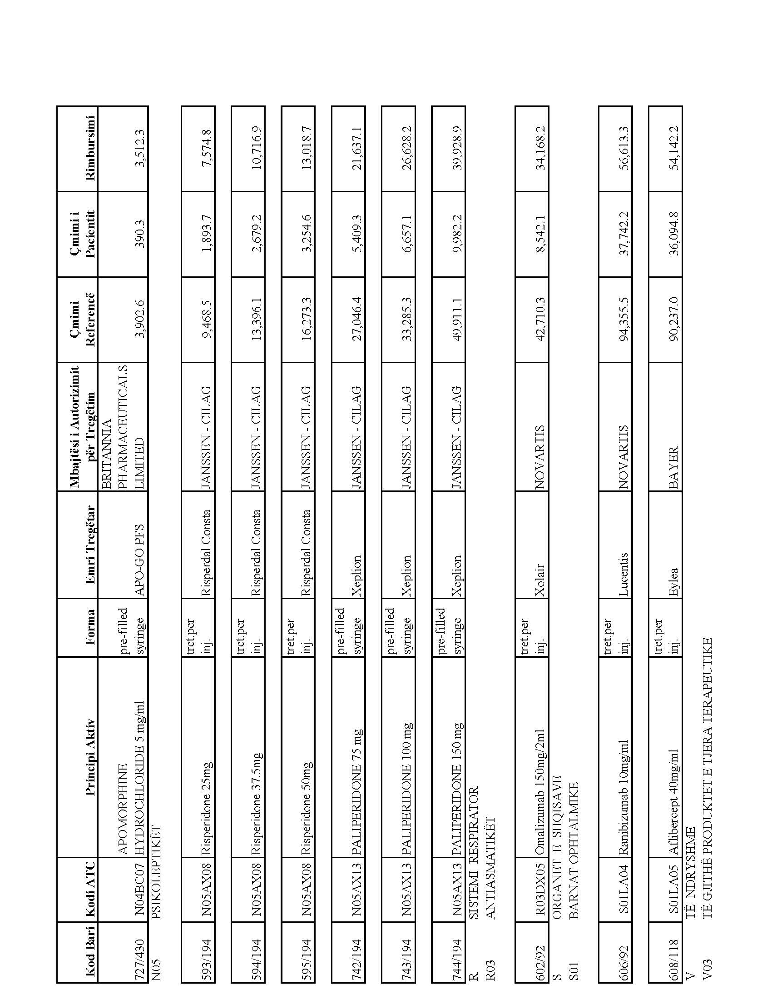 Kod Bari Kodi ATC Principi Aktiv Forma Emri Tregëtar Mbajtësi i Autorizimit për Tregëtim Çmimi Referencë Çmimi i Pacientit Rimbursimi
727/430 N04BC07 APOMORPHINE HYDROCHLORIDE 5 mg/ml pre-filled syringe APO-GO PFS BRITANNIA PHARMACEUTICALS LIMITED 3,902.6 390.3 3,512.3
N05 PSIKOLEPTIKËT
593/194 N05AX08 Risperidone 25mg tret.per inj. Risperdal Consta JANSSEN - CILAG 9,468.5 1,893.7 7,574.8
594/194 N05AX08 Risperidone 37.5mg tret.per inj. Risperdal Consta JANSSEN - CILAG 13,396.1 2,679.2 10,716.9
595/194 N05AX08 Risperidone 50mg tret.per inj. Risperdal Consta JANSSEN - CILAG 16,273.3 3,254.6 13,018.7
742/194 N05AX13 PALIPERIDONE 75 mg pre-filled syringe Xeplion JANSSEN - CILAG 27,046.4 5,409.3 21,637.1
743/194 N05AX13 PALIPERIDONE 100 mg pre-filled syringe Xeplion JANSSEN - CILAG 33,285.3 6,657.1 26,628.2
744/194 N05AX13 PALIPERIDONE 150 mg pre-filled syringe Xeplion JANSSEN - CILAG 49,911.1 9,982.2 39,928.9
R SISTEMI RESPIRATOR
R03 ANTIASMATIKËT
602/92 R03DX05 Omalizumab 150mg/2ml tret.per inj. Xolair NOVARTIS 42,710.3 8,542.1 34,168.2
S ORGANET E SHQISAVE
S01 BARNAT OPHTALMIKE
606/92 S01LA04 Ranibizumab 10mg/ml tret.per inj. Lucentis NOVARTIS 94,355.5 37,742.2 56,613.3
608/118 S01LA05 Aflibercept 40mg/ml tret.per inj. Eylea BAYER 90,237.0 36,094.8 54,142.2
V TË NDRYSHME
V03 TË GJITHË PRODUKTET E TJERA TERAPEUTIKE